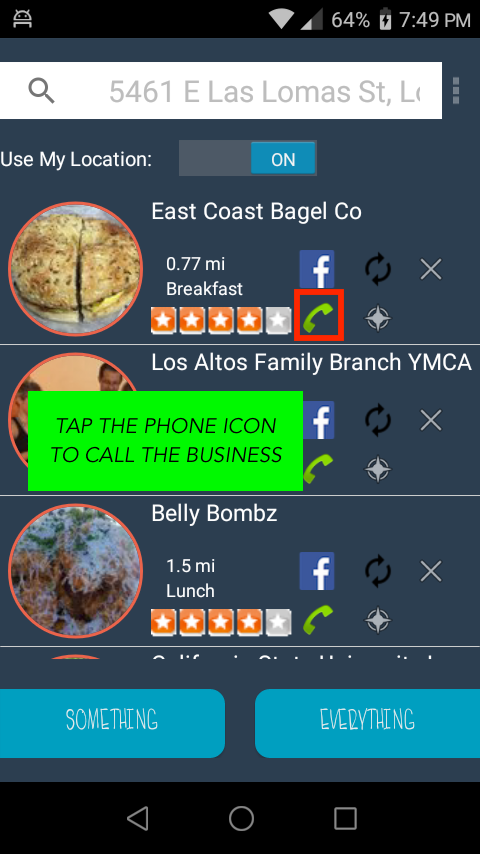 64% 7:49 PM
5461 E Las Lomas St, Lo
Use My Location: ON
East Coast Bagel Co
0.77 mi
Breakfast
Los Altos Family Branch YMCA
TAP THE PHONE ICON
TO CALL THE BUSINESS
Belly Bombz
1.5 mi
Lunch
SOMETHING EVERYTHING